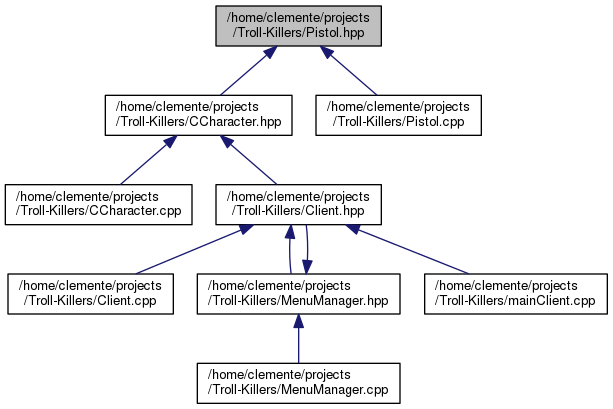 /home/clemente/projects
/Troll-Killers/Pistol.hpp
/home/clemente/projects
/Troll-Killers/CCharacter.hpp
/home/clemente/projects
/Troll-Killers/Pistol.cpp
/home/clemente/projects
/Troll-Killers/CCharacter.cpp
/home/clemente/projects
/Troll-Killers/Client.hpp
/home/clemente/projects
/Troll-Killers/Client.cpp
/home/clemente/projects
/Troll-Killers/MenuManager.hpp
/home/clemente/projects
/Troll-Killers/mainClient.cpp
/home/clemente/projects
/Troll-Killers/MenuManager.cpp